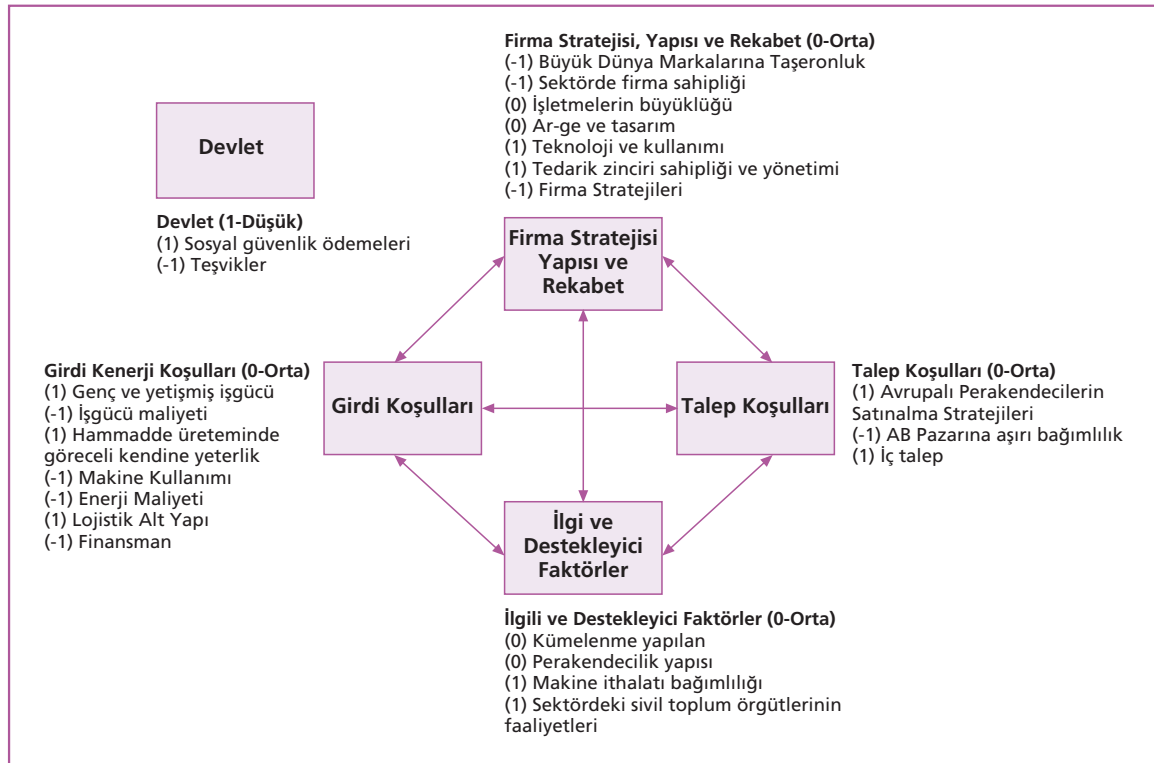 Firma Stratejisi, Yapısı ve Rekabet (0-Orta)
(-1) Büyük Dünya Markalarına Taşeronluk
(-1) Sektörde firma sahipliği
(0) İşletmelerin büyüklüğü
(0) Ar-ge ve tasarım
(1) Teknoloji ve kullanımı
(1) Tedarik zinciri sahipliği ve yönetimi
(-1) Firma Stratejileri
Devlet
Devlet (1-Düşük)
(1) Sosyal güvenlik ödemeleri
(-1) Teşvikler
Firma Stratejisi
Yapısı ve
Rekabet
Girdi Kenerji Koşulları (0-Orta)
(1) Genç ve yetişmiş işgücü
(-1) İşgücü maliyeti
(1) Hammadde üreteminde
göreceli kendine yeterlik
(-1) Makine Kullanımı
(-1) Enerji Maliyeti
(1) Lojistik Alt Yapı
(-1) Finansman
Girdi Koşulları
Talep Koşulları
Talep Koşulları (0-Orta)
(1) Avrupalı Perakendecilerin
Satınalma Stratejileri
(-1) AB Pazarına aşırı bağımlılık
(1) İç talep
İlgi ve
Destekleyici
Faktörler
İlgili ve Destekleyici Faktörler (0-Orta)
(0) Kümelenme yapılan
(0) Perakendecilik yapısı
(1) Makine ithalatı bağımlılığı
(1) Sektördeki sivil toplum örgütlerinin
faaliyetleri